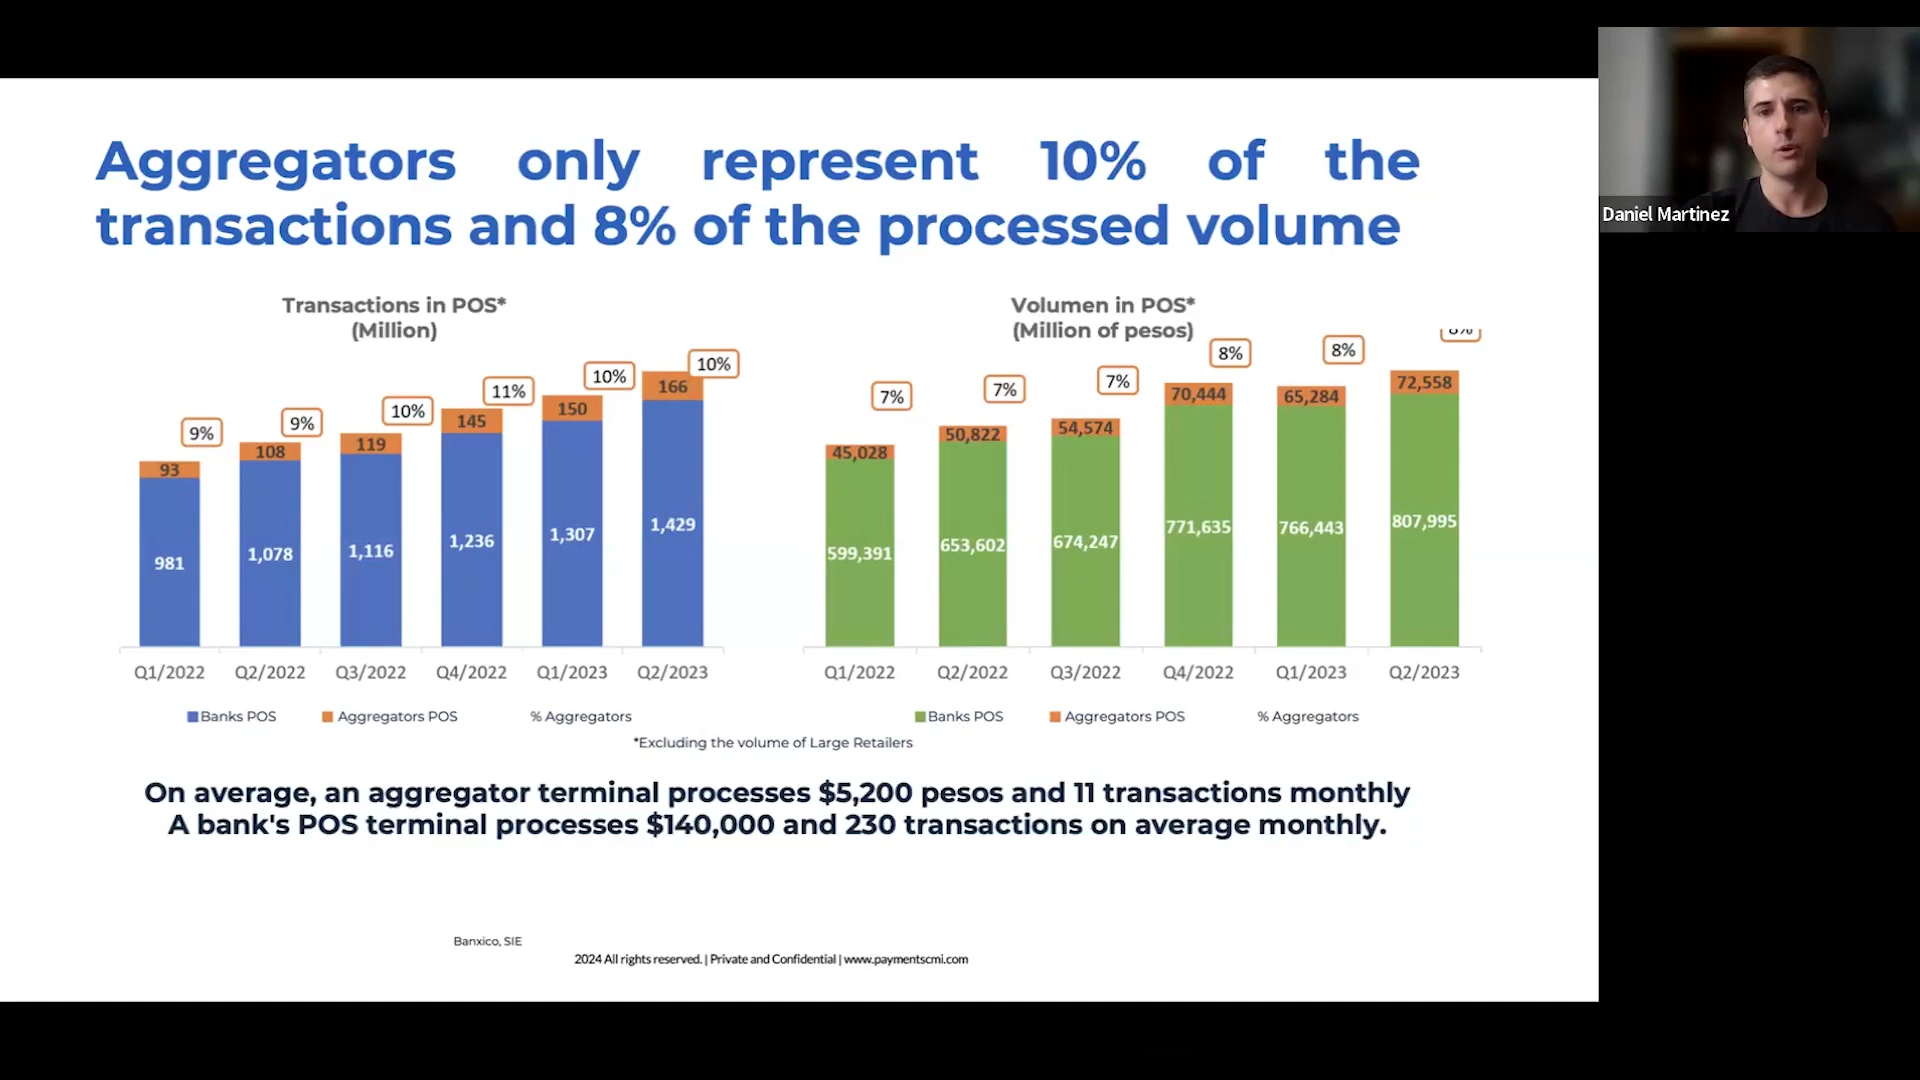 Aggregators only represent 10% of the
transactions and 8% of the processed volume
Daniel Martinez
Transactions in POS*
(Million)
9%
9%
10%
11%
10%
10%
93
108
119
145
150
166
981
1,078
1,116
1,236
1,307
1,429
Q1/2022
Q2/2022
Q3/2022
Q4/2022
Q1/2023
Q2/2023
Banks POS
Aggregators POS
% Aggregators
Volumen in POS*
(Million of pesos)
7%
7%
7%
8%
8%
45,028
50,822
54,574
70,444
65,284
72,558
599,391
653,602
674,247
771,635
766,443
807,995
Q1/2022
Q2/2022
Q3/2022
Q4/2022
Q1/2023
Q2/2023
Banks POS
Aggregators POS
% Aggregators
*Excluding the volume of Large Retailers
On average, an aggregator terminal processes $5,200 pesos and 11 transactions monthly
A bank's POS terminal processes $140,000 and 230 transactions on average monthly.
Banxico, SIE
2024 All rights reserved. | Private and Confidential | www.paymentscmi.com